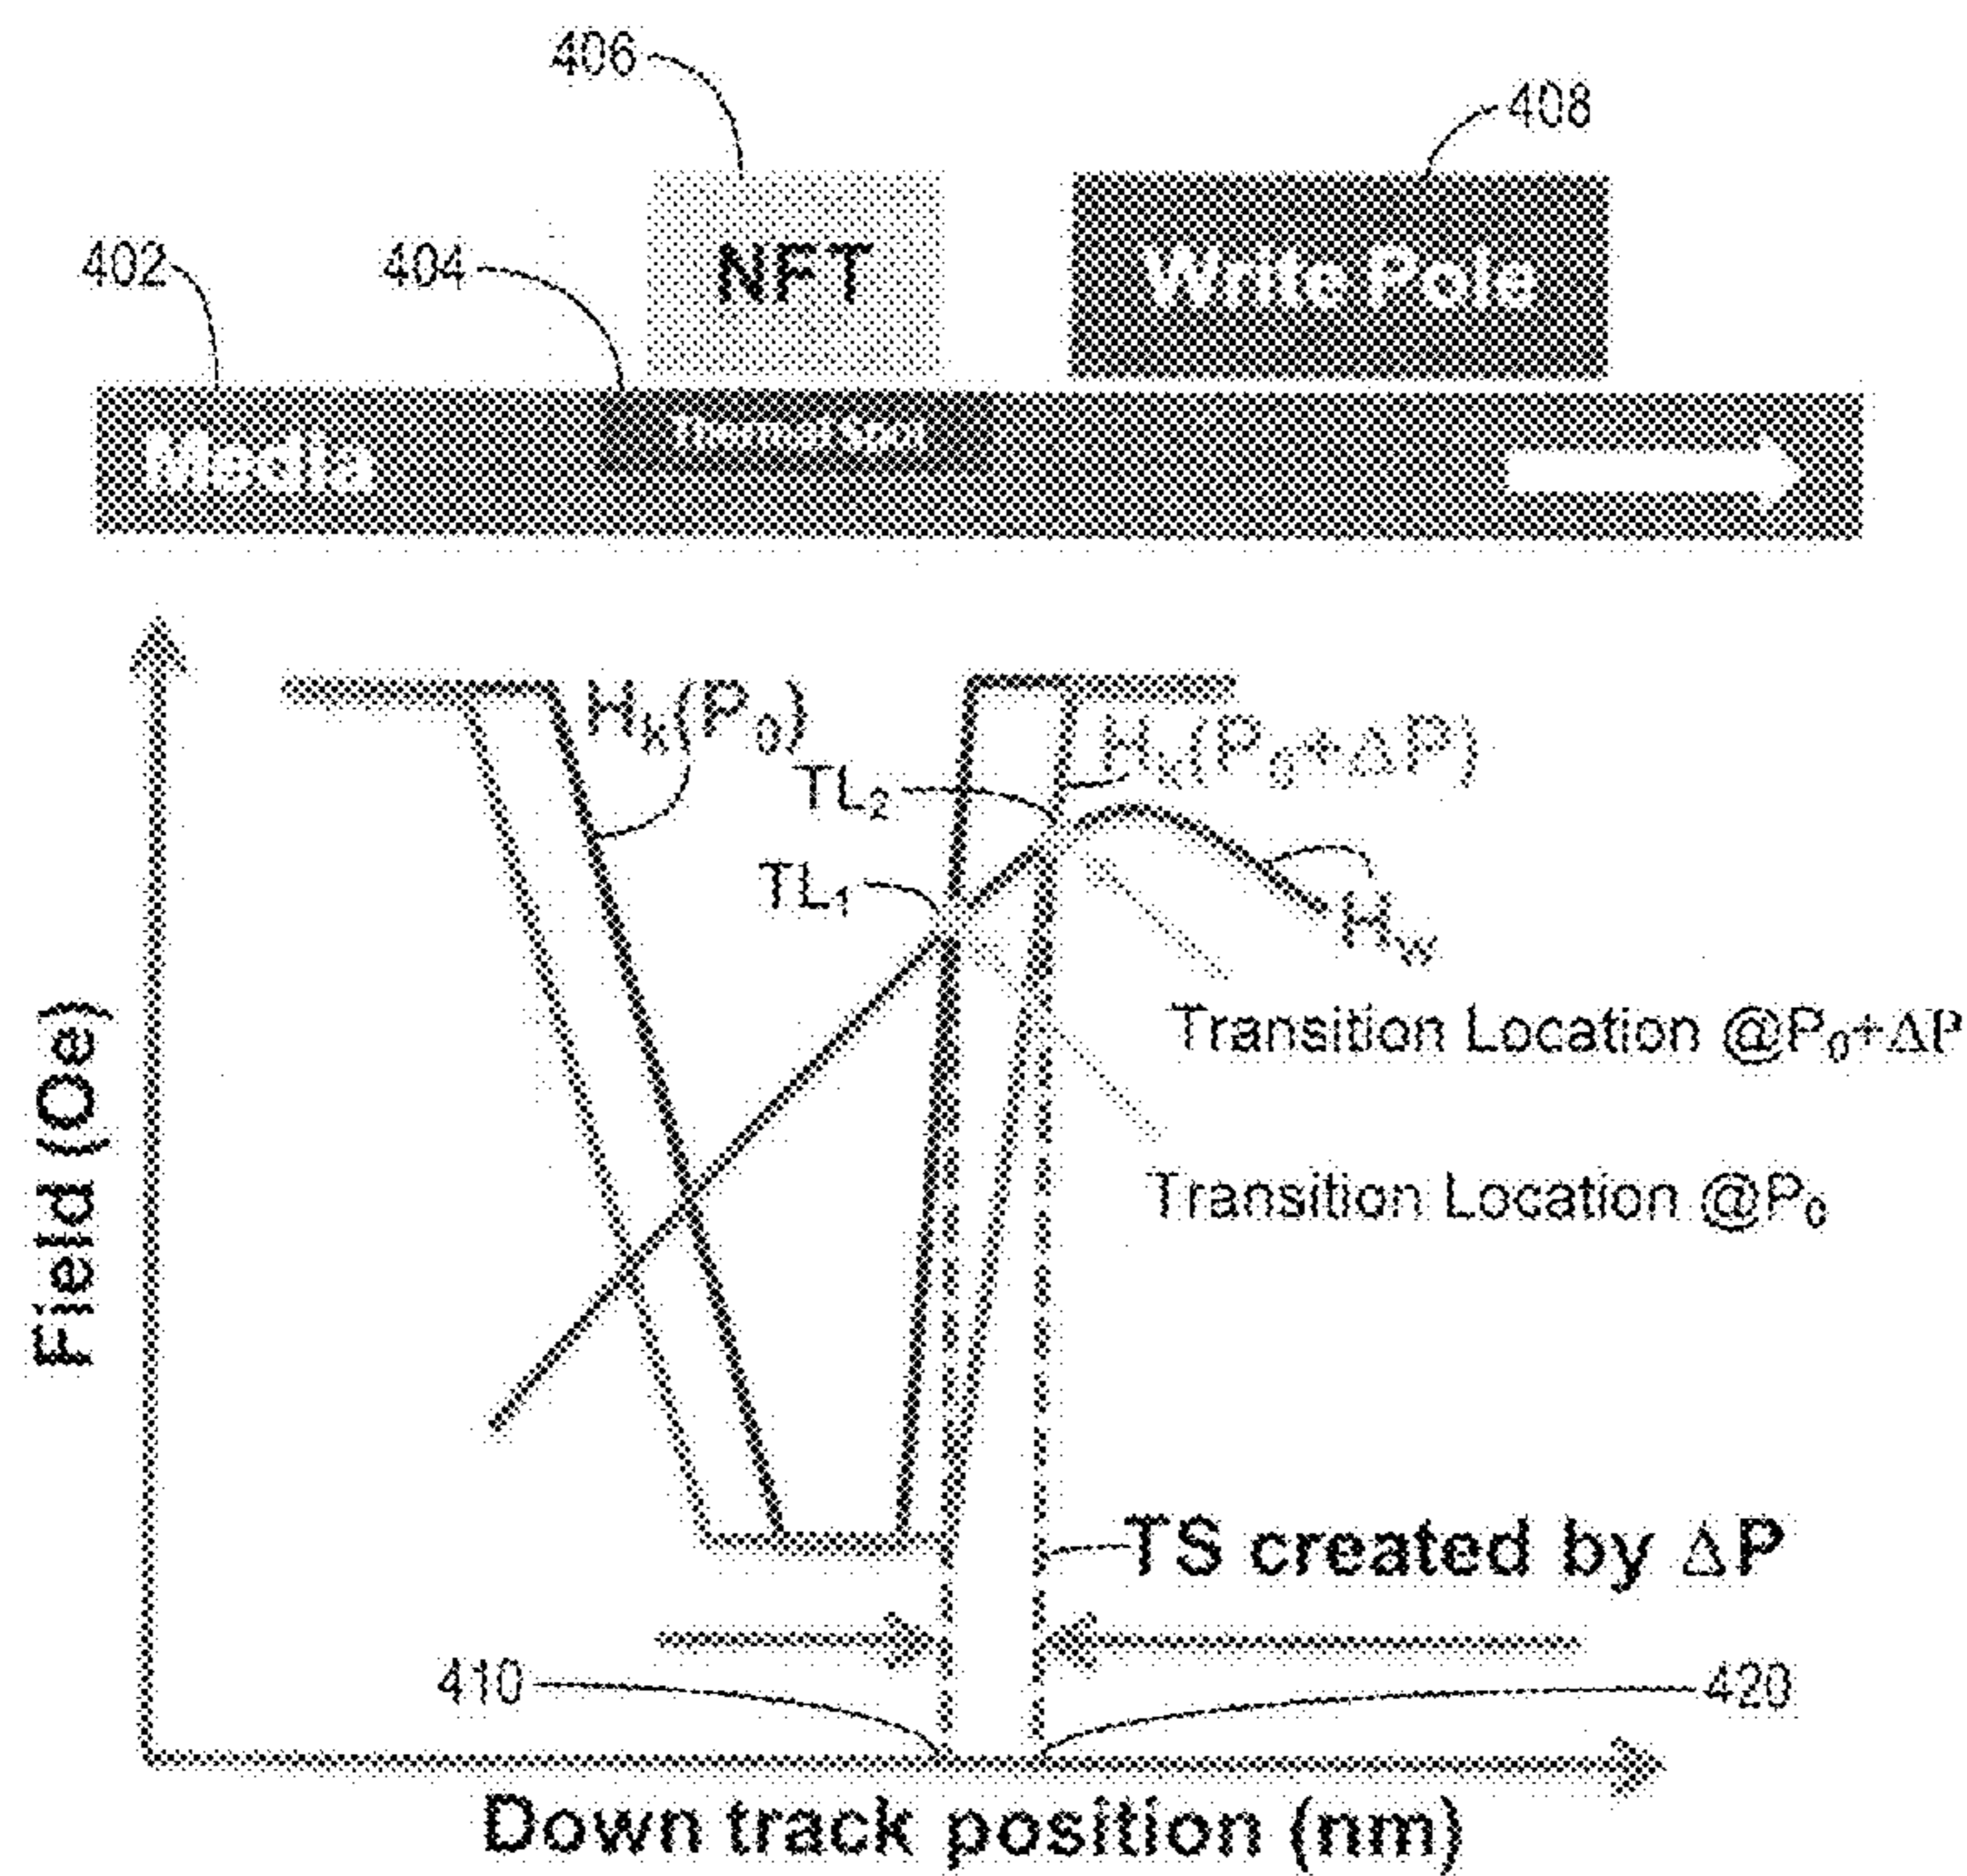 406
408
402
404
NFT
Write Pole
Media
Thermal Spot
Hk(P0)
Hk(P0+ΔP)
TL2
TL1
Hw
Transition Location @P0+ΔP
Transition Location @P0
Field (Oe)
TS created by ΔP
410
420
Down track position (nm)